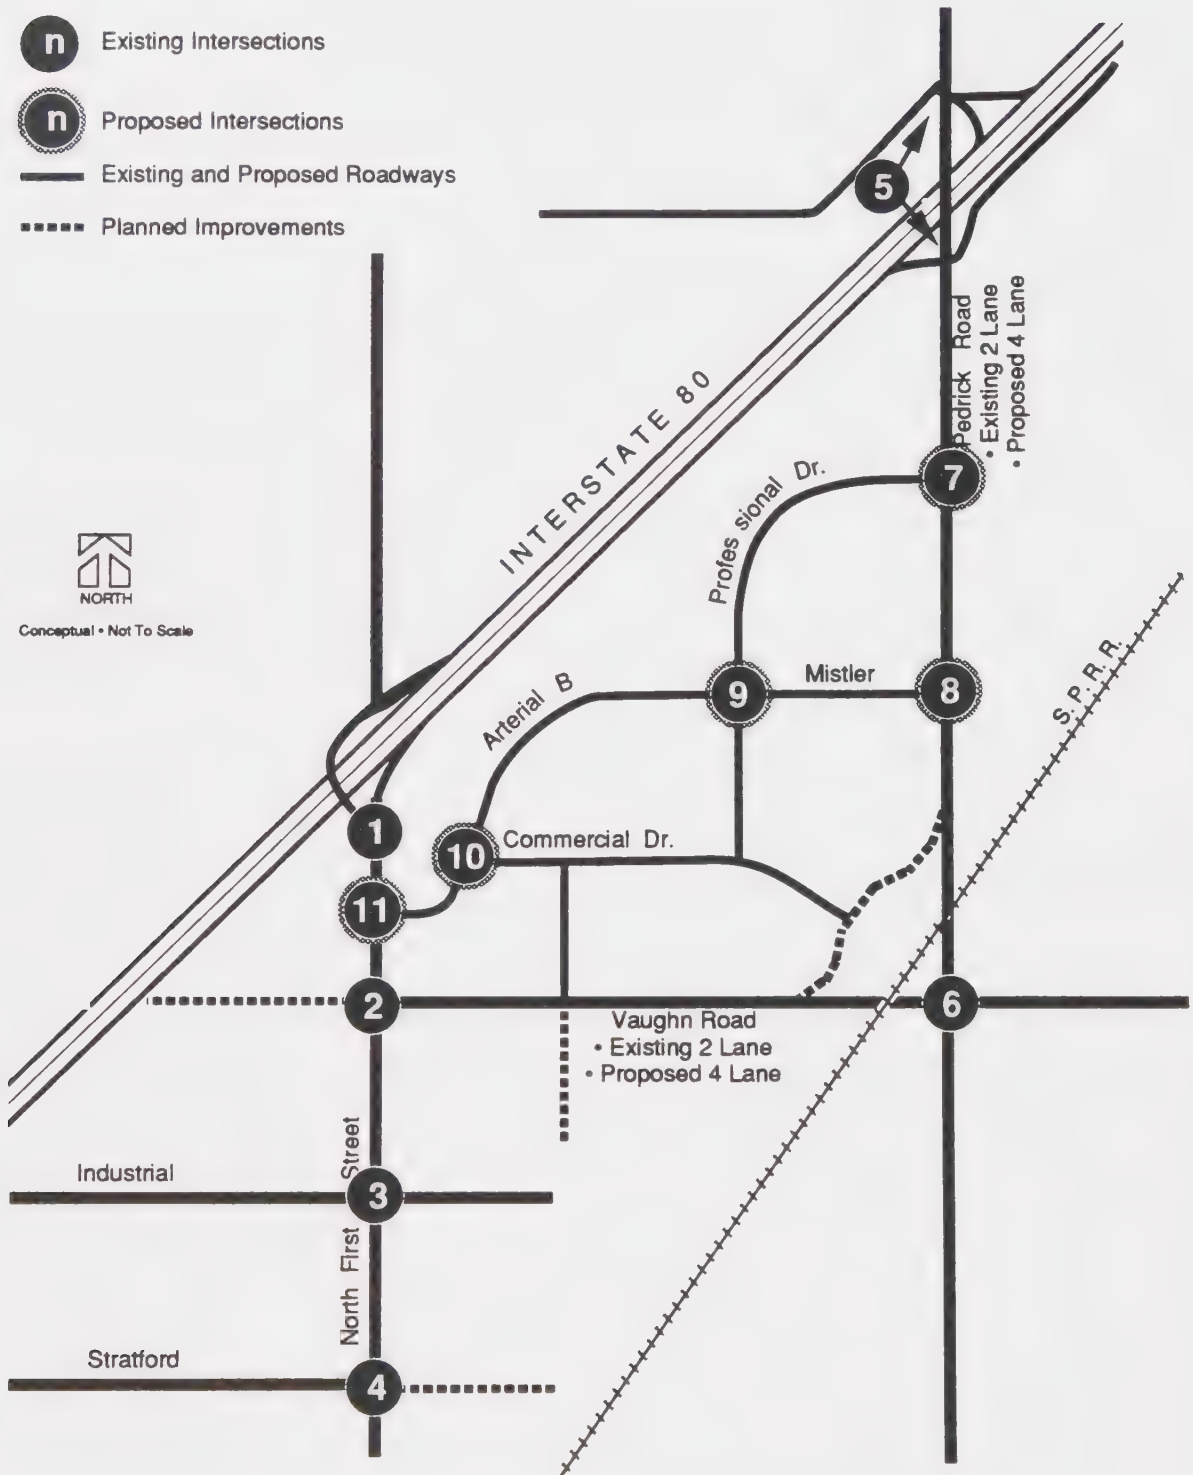 n Existing Intersections
n Proposed Intersections
Existing and Proposed Roadways
Planned Improvements
5
Pedrick Road
• Existing 2 Lane
• Proposed 4 Lane
INTERSTATE 80
Profes sional Dr.
7
NORTH
Conceptual • Not To Scale
Arterial B
9
Mistler
8
S. P. R. R.
1
10
Commercial Dr.
11
2
6
Vaughn Road
• Existing 2 Lane
• Proposed 4 Lane
Industrial
3
North First Street
Stratford
4